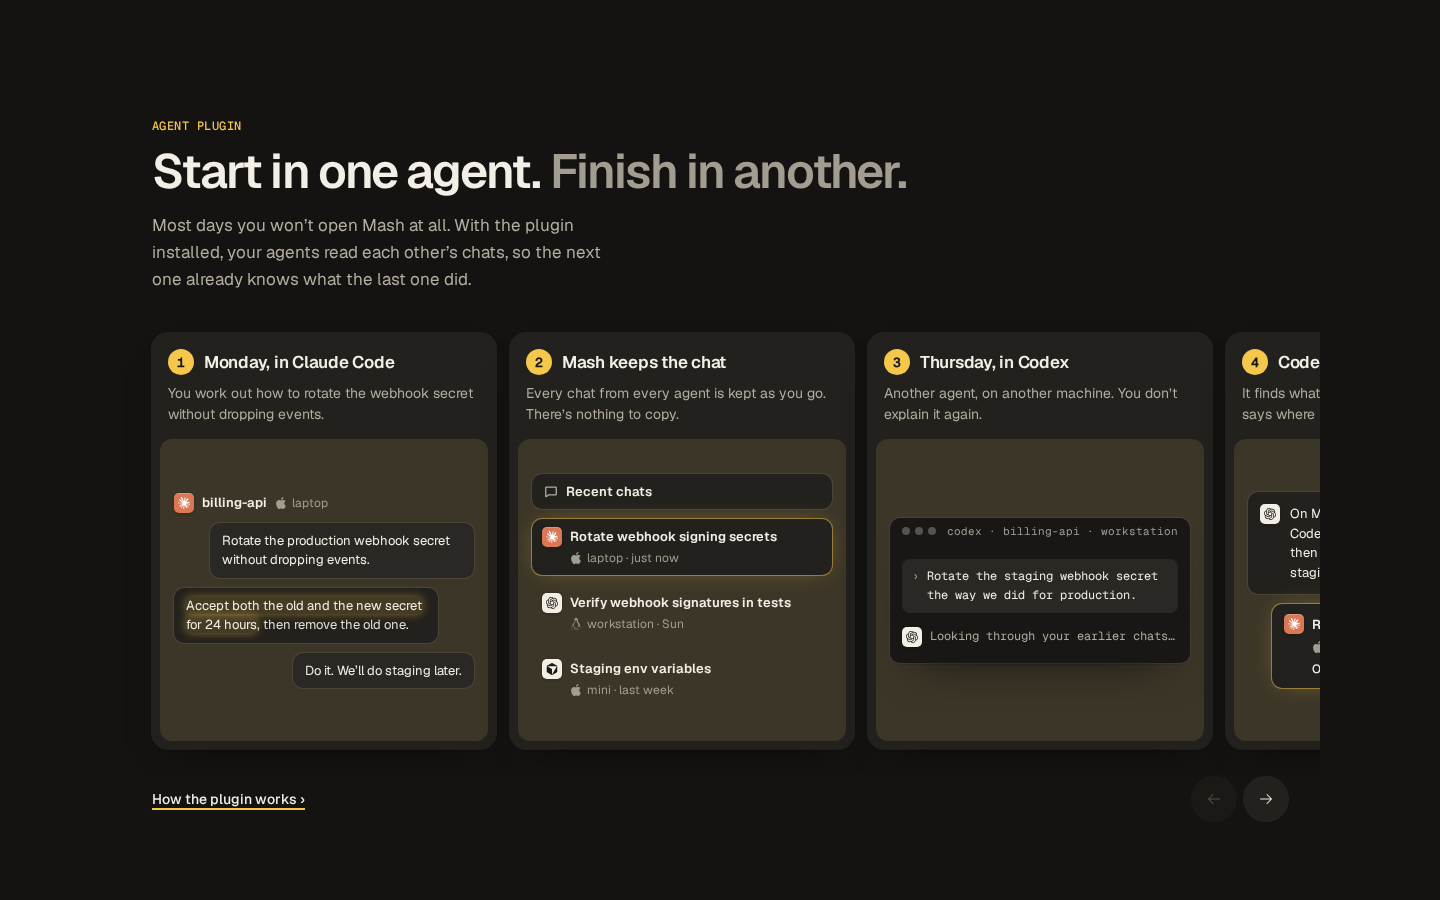 AGENT PLUGIN
Start in one agent. Finish in another.
Most days you won’t open Mash at all. With the plugin
installed, your agents read each other’s chats, so the next
one already knows what the last one did.
1 Monday, in Claude Code
You work out how to rotate the webhook secret
without dropping events.
billing-api laptop
Rotate the production webhook secret
without dropping events.
Accept both the old and the new secret
for 24 hours, then remove the old one.
Do it. We’ll do staging later.
2 Mash keeps the chat
Every chat from every agent is kept as you go.
There’s nothing to copy.
Recent chats
Rotate webhook signing secrets
laptop · just now
Verify webhook signatures in tests
workstation · Sun
Staging env variables
mini · last week
3 Thursday, in Codex
Another agent, on another machine. You don’t
explain it again.
codex · billing-api · workstation
› Rotate the staging webhook secret
the way we did for production.
Looking through your earlier chats…
4 Code
It finds what
says where
On M
Code
then
stagi
R
O
How the plugin works ›